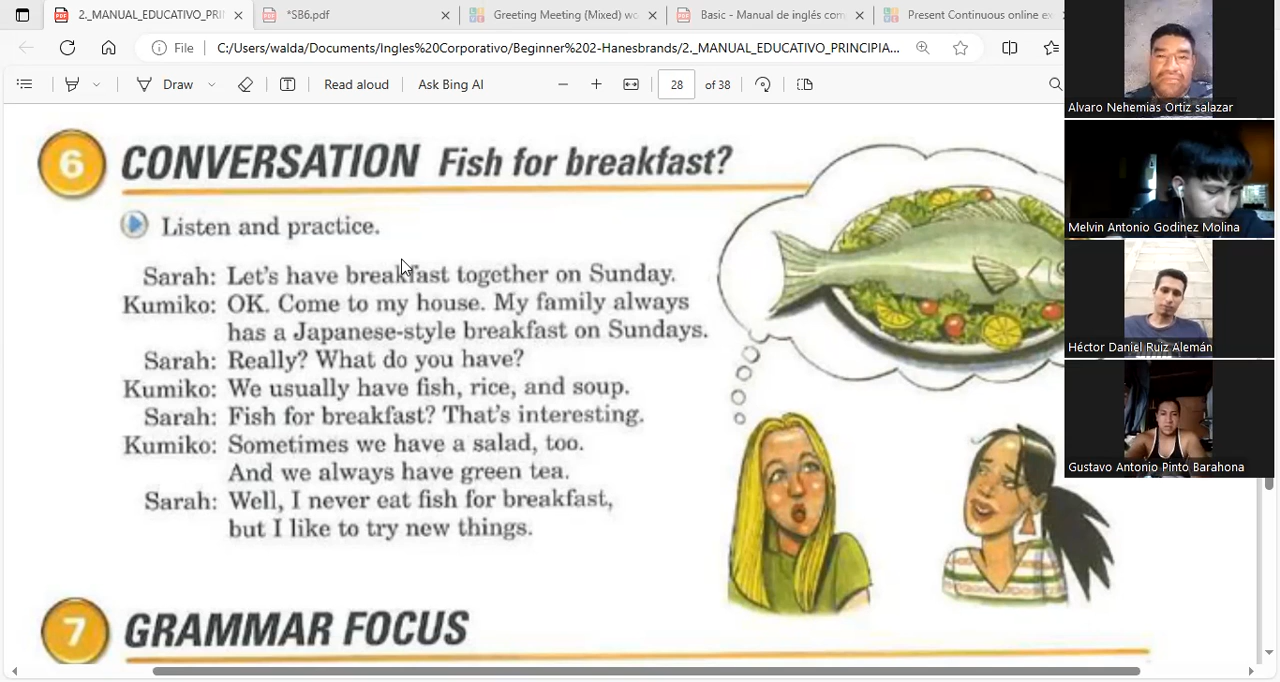 2._MANUAL_EDUCATIVO_PRI
*SB6.pdf
Greeting Meeting (Mixed) wo
Basic - Manual de inglés com
Present Continuous online ex
File
C:/Users/walda/Documents/Ingles%20Corporativo/Beginner%202-Hanesbrands/2._MANUAL_EDUCATIVO_PRINCIPIA...
Draw
Read aloud
Ask Bing AI
28
of 38
6 CONVERSATION Fish for breakfast?
Listen and practice.
Sarah: Let's have breakfast together on Sunday.
Kumiko: OK. Come to my house. My family always
has a Japanese-style breakfast on Sundays.
Sarah: Really? What do you have?
Kumiko: We usually have fish, rice, and soup.
Sarah: Fish for breakfast? That's interesting.
Kumiko: Sometimes we have a salad, too.
And we always have green tea.
Sarah: Well, I never eat fish for breakfast,
but I like to try new things.
7 GRAMMAR FOCUS
Alvaro Nehemias Ortiz salazar
Melvin Antonio Godinez Molina
Héctor Daniel Ruiz Alemán
Gustavo Antonio Pinto Barahona